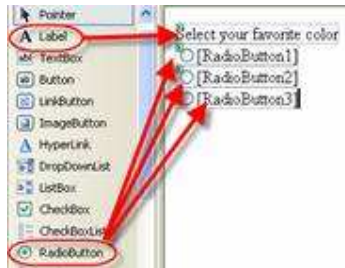 Pointer
Label
TextBox
Button
LinkButton
ImageButton
HyperLink
DropDownList
ListBox
CheckBox
CheckBoxList
RadioButton
Select your favorite color
[RadioButton1]
[RadioButton2]
[RadioButton3]